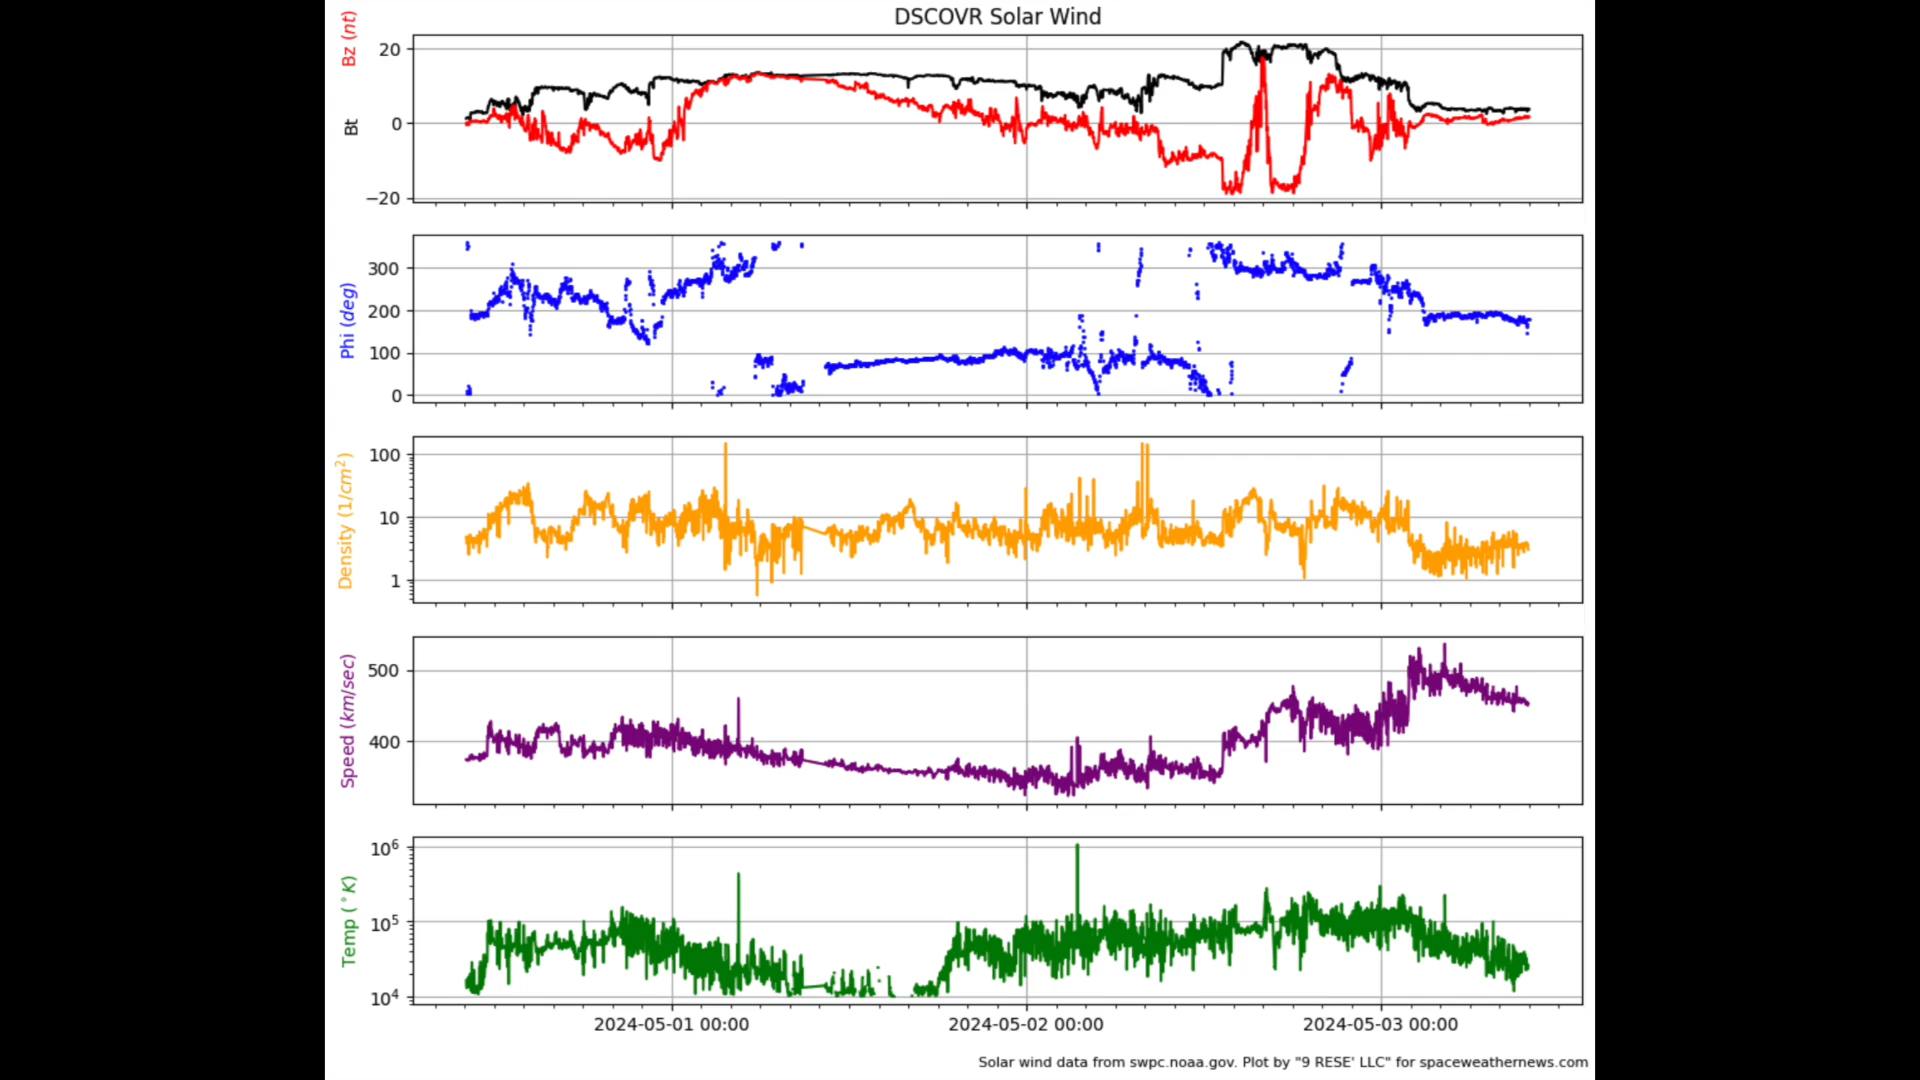 DSCOVR Solar Wind
Bz (nt)
Bt
20
0
−20
Phi (deg)
300
200
100
0
Density (1/cm²)
100
10
1
Speed (km/sec)
500
400
Temp (°K)
10⁶
10⁵
10⁴
2024-05-01 00:00
2024-05-02 00:00
2024-05-03 00:00
Solar wind data from swpc.noaa.gov. Plot by "9 RESE' LLC" for spaceweathernews.com